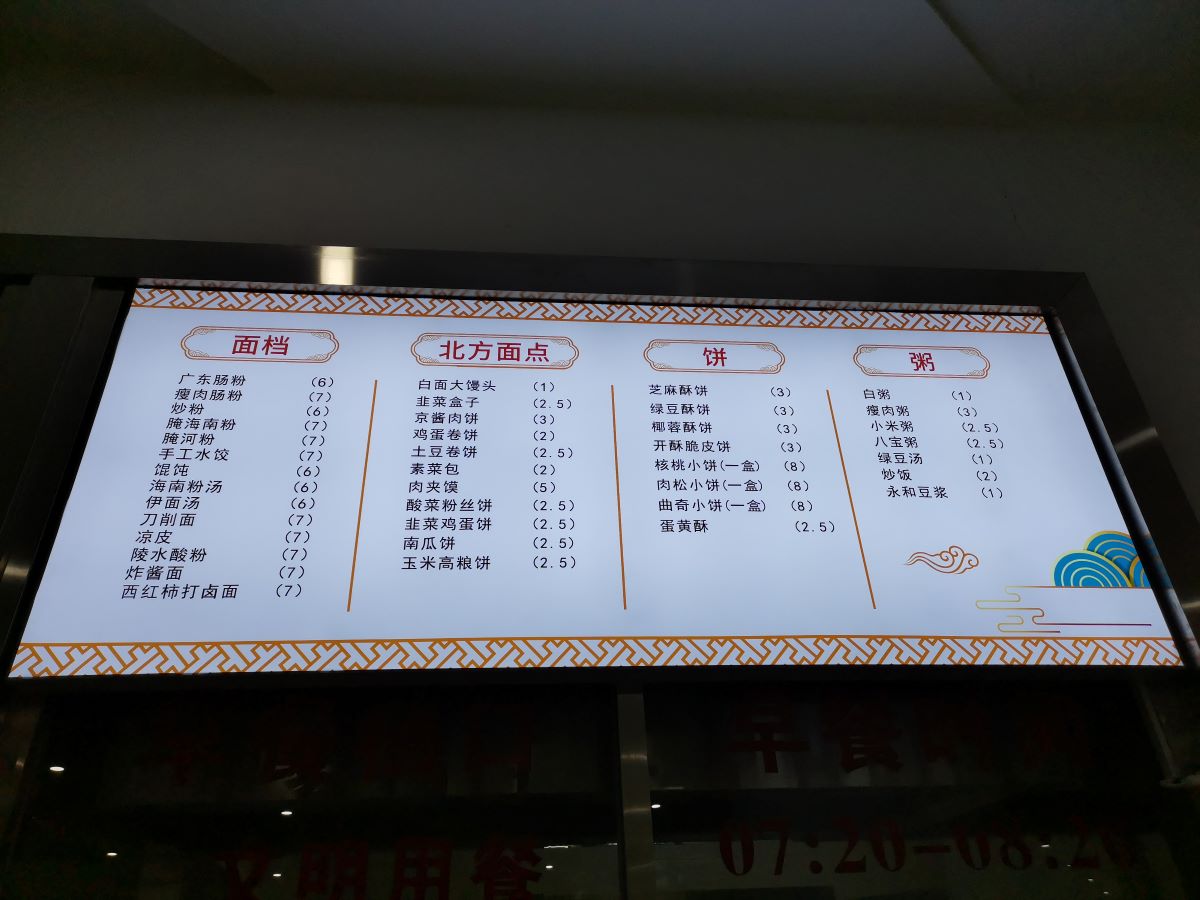 面档
广东肠粉 (6)
瘦肉肠粉 (7)
炒粉 (6)
腌海南粉 (7)
腌河粉 (7)
手工水饺 (7)
馄饨 (6)
海南粉汤 (6)
伊面汤 (6)
刀削面 (7)
凉皮 (7)
陵水酸粉 (7)
炸酱面 (7)
西红柿打卤面 (7)
北方面点
白面大馒头 (1)
韭菜盒子 (2.5)
京酱肉饼 (3)
鸡蛋卷饼 (2)
土豆卷饼 (2.5)
素菜包 (2)
肉夹馍 (5)
酸菜粉丝饼 (2.5)
韭菜鸡蛋饼 (2.5)
南瓜饼 (2.5)
玉米高粮饼 (2.5)
饼
芝麻酥饼 (3)
绿豆酥饼 (3)
椰蓉酥饼 (3)
开酥脆皮饼 (3)
核桃小饼(一盒) (8)
肉松小饼(一盒) (8)
曲奇小饼(一盒) (8)
蛋黄酥 (2.5)
粥
白粥 (1)
瘦肉粥 (3)
小米粥 (2.5)
八宝粥 (2.5)
绿豆汤 (1)
炒饭 (2)
永和豆浆 (1)
文明用餐
早餐
07:20-08:20